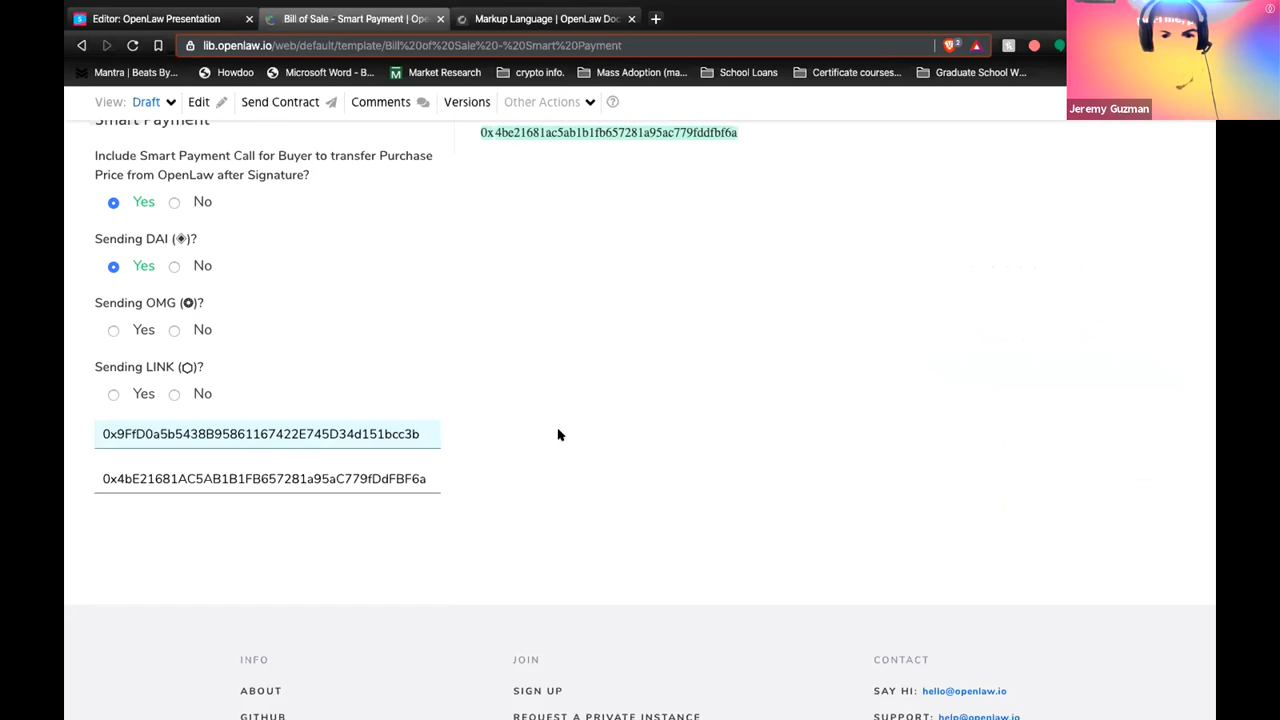 Editor: OpenLaw Presentation
Bill of Sale - Smart Payment | Ope
Markup Language | OpenLaw Doc
lib.openlaw.io/web/default/template/Bill%20of%20Sale%20-%20Smart%20Payment
2
Mantra | Beats By...
Howdoo
Microsoft Word - B...
Market Research
crypto info.
Mass Adoption (ma...
School Loans
Certificate courses...
Graduate School W...
Jeremy Guzman
View: Draft
Edit
Send Contract
Comments
Versions
Other Actions
Smart Payment
0x4be21681ac5ab1b1fb657281a95ac779fddfbf6a
Include Smart Payment Call for Buyer to transfer Purchase
Price from OpenLaw after Signature?
Yes No
Sending DAI (◈)?
Yes No
Sending OMG (✪)?
Yes No
Sending LINK (⬡)?
Yes No
0x9FfD0a5b5438B95861167422E745D34d151bcc3b
0x4bE21681AC5AB1B1FB657281a95aC779fDdFBF6a
INFO
JOIN
CONTACT
ABOUT
SIGN UP
SAY HI: hello@openlaw.io
GITHUB
REQUEST A PRIVATE INSTANCE
SUPPORT: help@openlaw.io